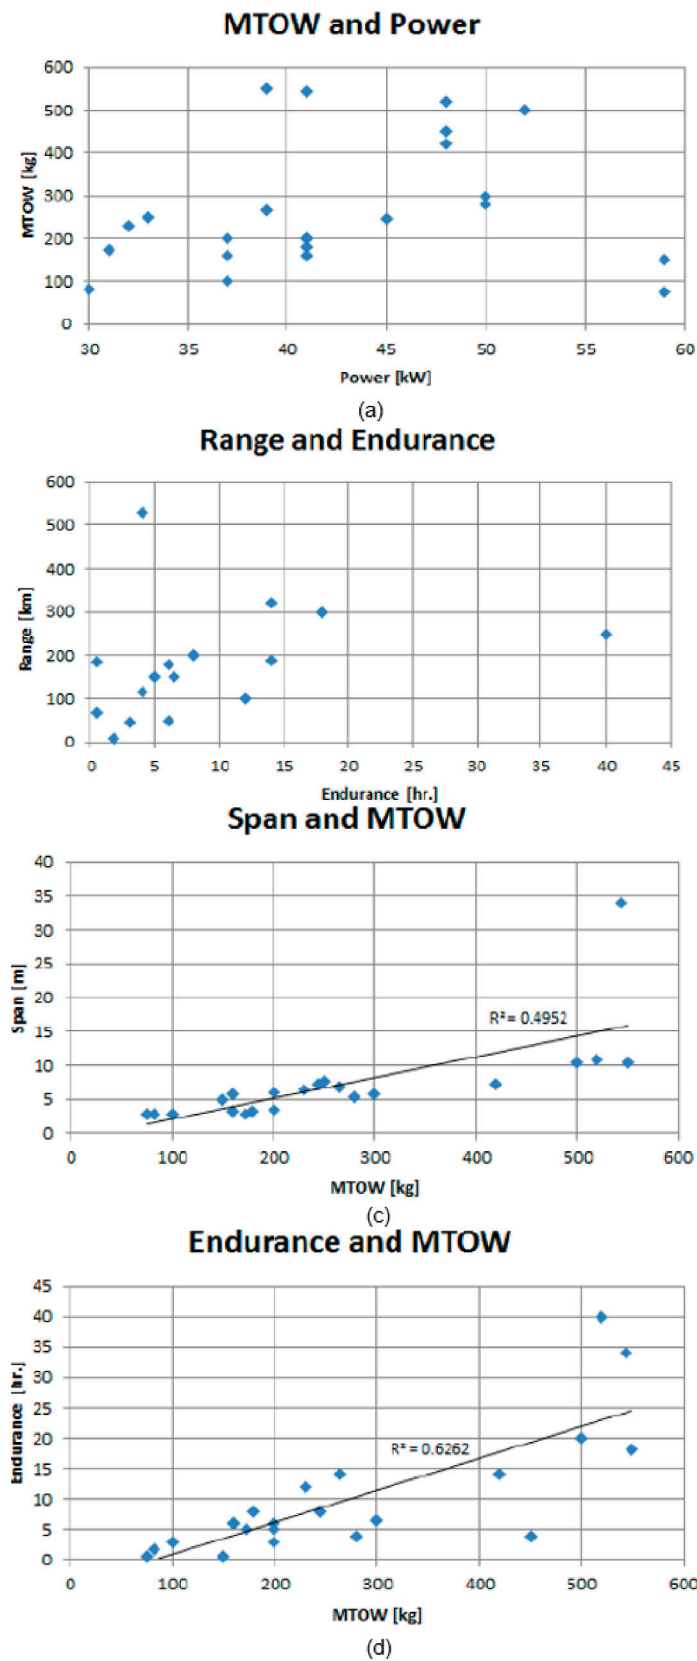 MTOW and Power
600
500
400
300
200
100
0
MTOW [kg]
30 35 40 45 50 55 60
Power [kW]
(a)
Range and Endurance
600
500
400
300
200
100
0
Range [km]
0 5 10 15 20 25 30 35 40 45
Endurance [hr.]
Span and MTOW
40
35
30
25
20
15
10
5
0
Span [m]
R² = 0.4952
0 100 200 300 400 500 600
MTOW [kg]
(c)
Endurance and MTOW
45
40
35
30
25
20
15
10
5
0
Endurance [hr.]
R² = 0.6262
0 100 200 300 400 500 600
MTOW [kg]
(d)